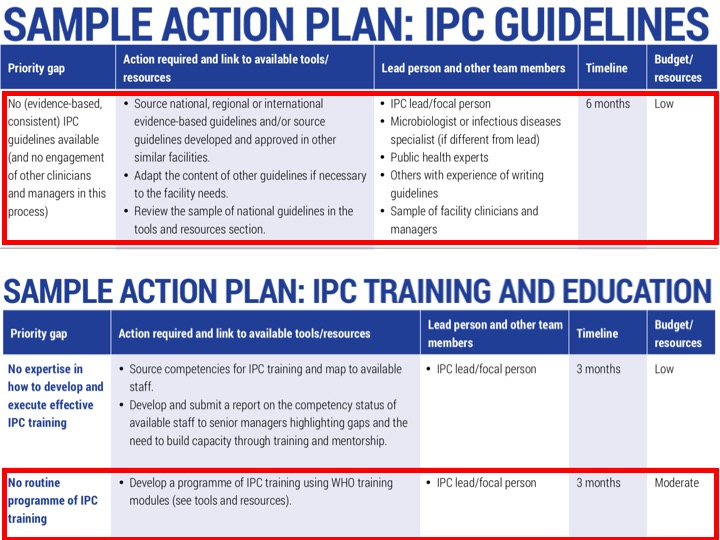 SAMPLE ACTION PLAN: IPC GUIDELINES
Priority gap
Action required and link to available tools/
resources
Lead person and other team members
Timeline
Budget/
resources
No (evidence-based,
consistent) IPC
guidelines available
(and no engagement
of other clinicians
and managers in this
process)
• Source national, regional or international
evidence-based guidelines and/or source
guidelines developed and approved in other
similar facilities.
• Adapt the content of other guidelines if necessary
to the facility needs.
• Review the sample of national guidelines in the
tools and resources section.
• IPC lead/focal person
• Microbiologist or infectious diseases
specialist (if different from lead)
• Public health experts
• Others with experience of writing
guidelines
• Sample of facility clinicians and
managers
6 months
Low
SAMPLE ACTION PLAN: IPC TRAINING AND EDUCATION
Priority gap
Action required and link to available tools/resources
Lead person and other team
members
Timeline
Budget/
resources
No expertise in
how to develop and
execute effective
IPC training
• Source competencies for IPC training and map to available
staff.
• Develop and submit a report on the competency status of
available staff to senior managers highlighting gaps and the
need to build capacity through training and mentorship.
• IPC lead/focal person
3 months
Low
No routine
programme of IPC
training
• Develop a programme of IPC training using WHO training
modules (see tools and resources).
• IPC lead/focal person
3 months
Moderate